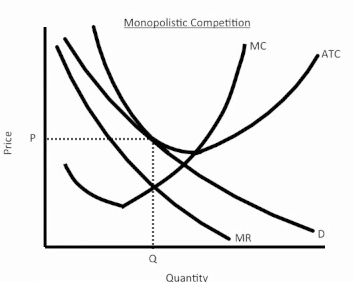 Monopolistic Competition
MC
ATC
Price
P
D
MR
Q
Quantity